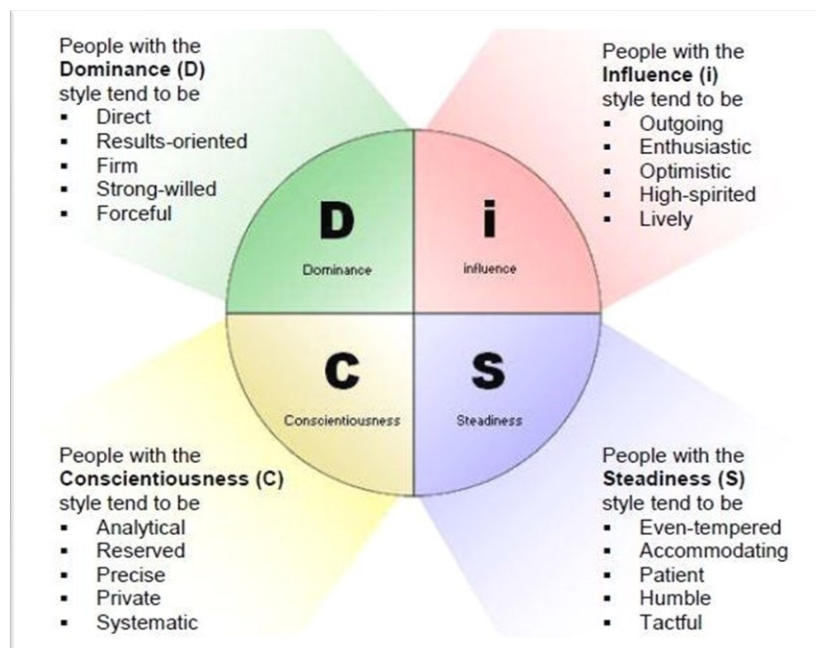 People with the
Dominance (D)
style tend to be
▪ Direct
▪ Results-oriented
▪ Firm
▪ Strong-willed
▪ Forceful
People with the
Influence (i)
style tend to be
▪ Outgoing
▪ Enthusiastic
▪ Optimistic
▪ High-spirited
▪ Lively
D
Dominance
i
influence
C
Conscientiousness
S
Steadiness
People with the
Conscientiousness (C)
style tend to be
▪ Analytical
▪ Reserved
▪ Precise
▪ Private
▪ Systematic
People with the
Steadiness (S)
style tend to be
▪ Even-tempered
▪ Accommodating
▪ Patient
▪ Humble
▪ Tactful